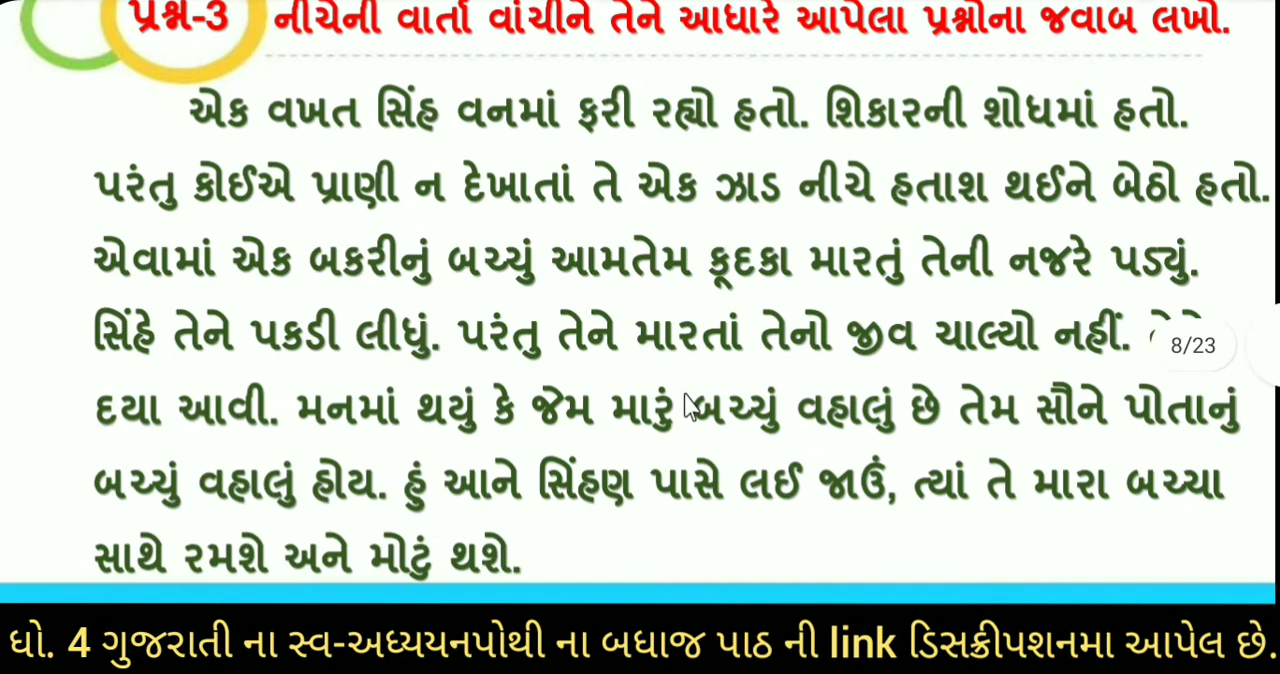 પ્રશ્ન-3 નીચેની વાર્તા વાંચીને તેને આધારે આપેલા પ્રશ્નોના જવાબ લખો.
એક વખત સિંહ વનમાં ફરી રહ્યો હતો. શિકારની શોધમાં હતો.
પરંતુ કોઈએ પ્રાણી ન દેખાતાં તે એક ઝાડ નીચે હતાશ થઈને બેઠો હતો.
એવામાં એક બકરીનું બચ્ચું આમતેમ કૂદકા મારતું તેની નજરે પડ્યું.
સિંહે તેને પકડી લીધું. પરંતુ તેને મારતાં તેનો જીવ ચાલ્યો નહીં.
8/23
દયા આવી. મનમાં થયું કે જેમ મારું બચ્ચું વહાલું છે તેમ સૌને પોતાનું
બચ્ચું વહાલું હોય. હું આને સિંહણ પાસે લઈ જાઉં, ત્યાં તે મારા બચ્ચા
સાથે રમશે અને મોટું થશે.
ધો. 4 ગુજરાતી ના સ્વ-અધ્યયનપોથી ના બધાજ પાઠ ની link ડિસક્રીપશનમા આપેલ છે.